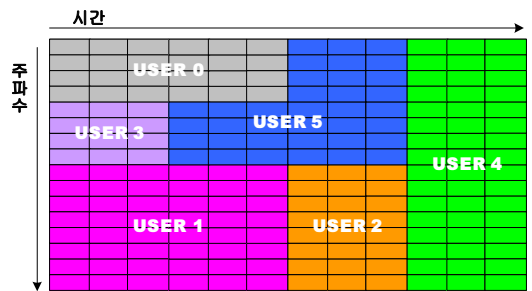 시간
주파수
USER 0
USER 3
USER 5
USER 4
USER 1
USER 2